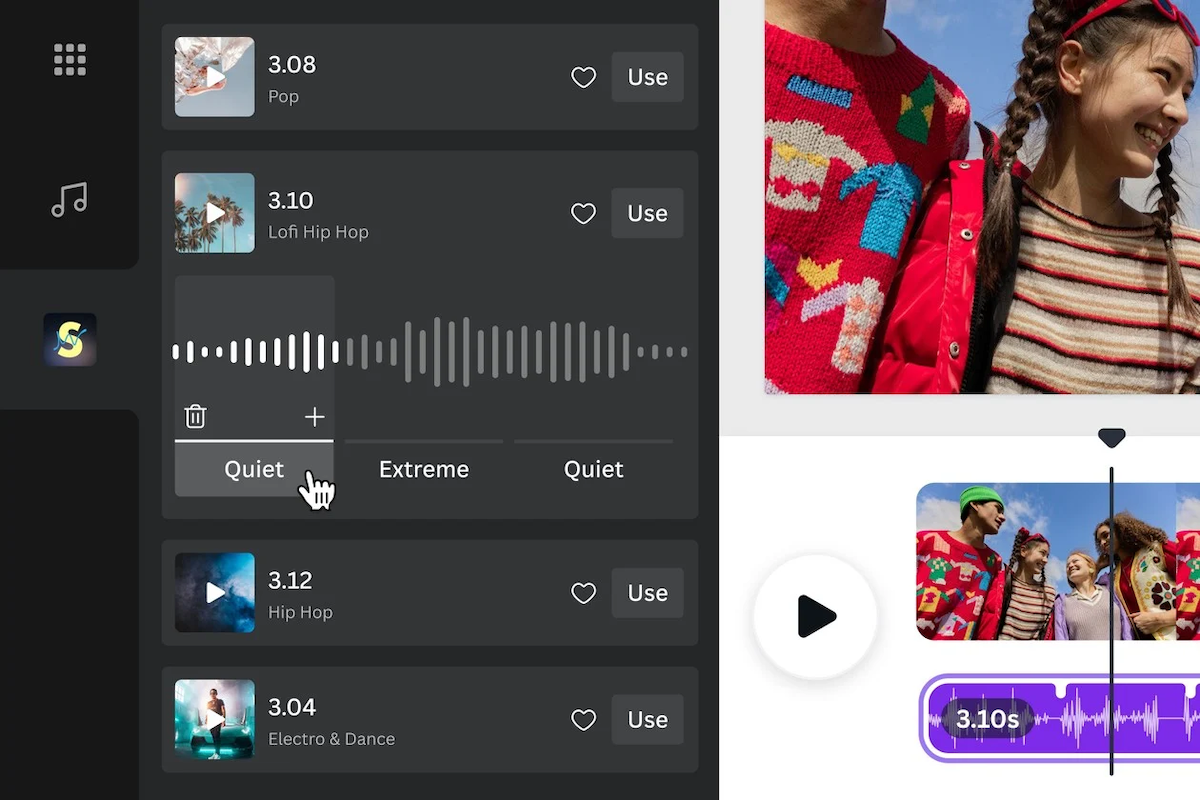 3.08
Pop
Use
3.10
Lofi Hip Hop
Use
S
Quiet
Extreme
Quiet
3.12
Hip Hop
Use
3.04
Electro & Dance
Use
3.10s